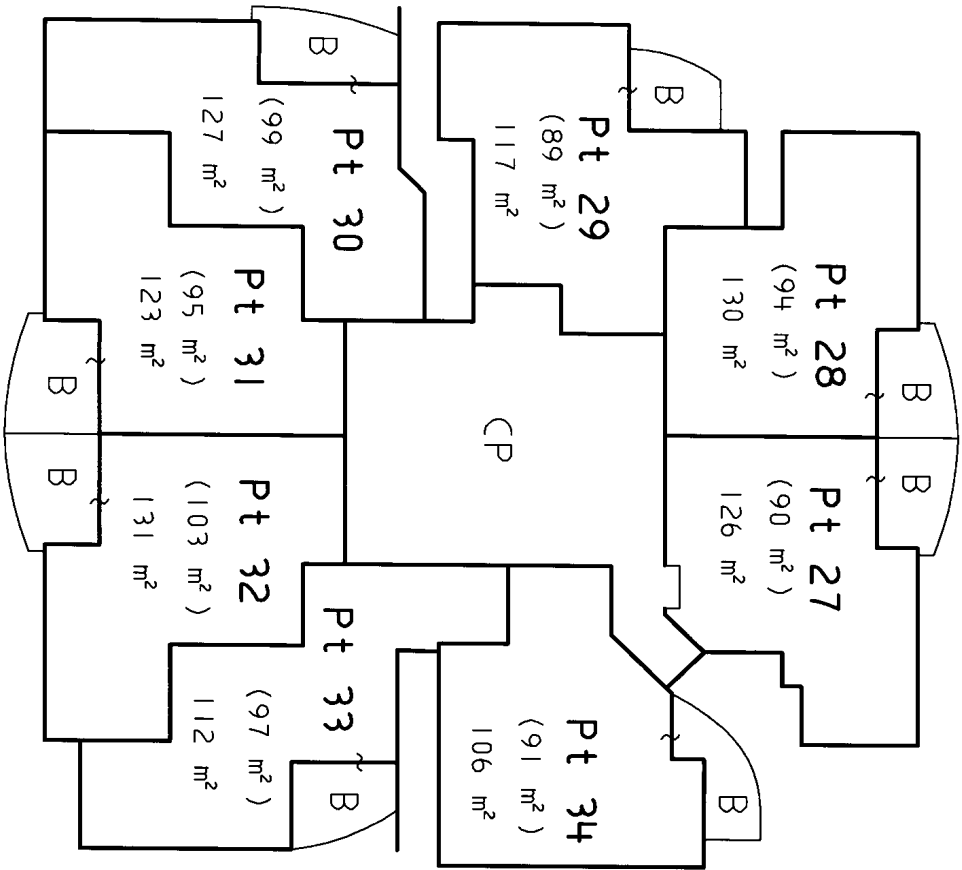 B
Pt 30
(99 m²)
127 m²
Pt 29
(89 m²)
117 m²
B
Pt 28
(94 m²)
130 m²
B
Pt 31
(95 m²)
123 m²
B
CP
Pt 27
(90 m²)
126 m²
B
Pt 32
(103 m²)
131 m²
B
Pt 33
(97 m²)
112 m²
B
Pt 34
(91 m²)
106 m²
B